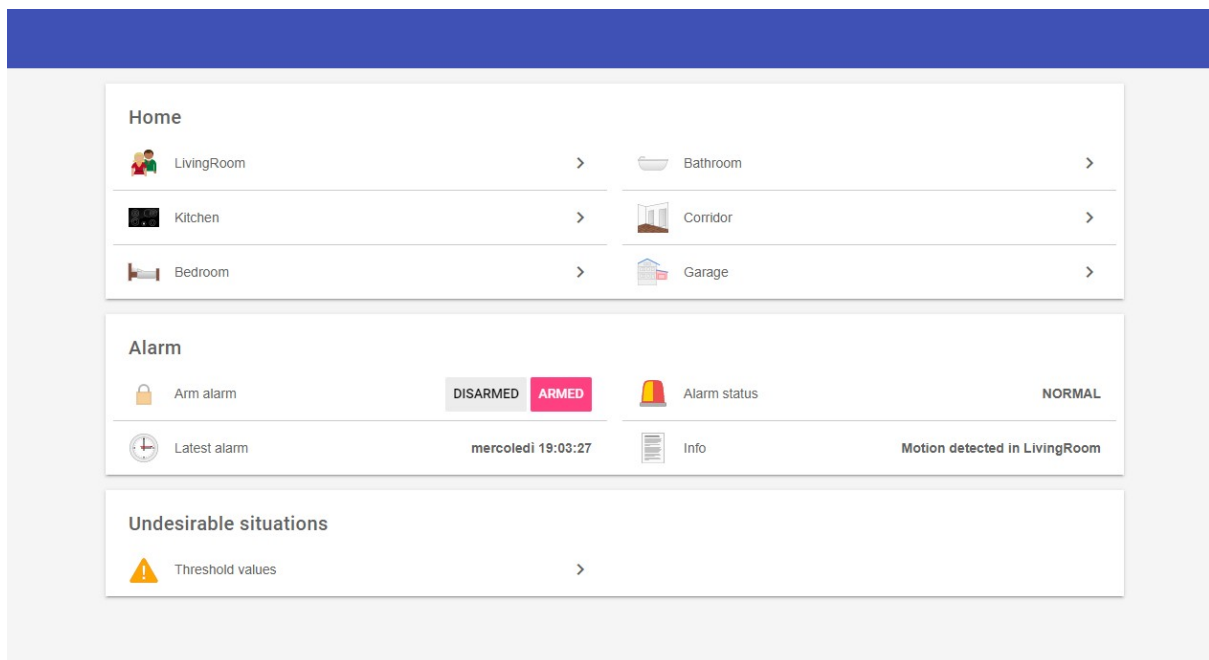 Home
LivingRoom
Bathroom
Kitchen
Corridor
Bedroom
Garage
Alarm
Arm alarm DISARMED ARMED
Alarm status NORMAL
Latest alarm mercoledì 19:03:27
Info Motion detected in LivingRoom
Undesirable situations
Threshold values